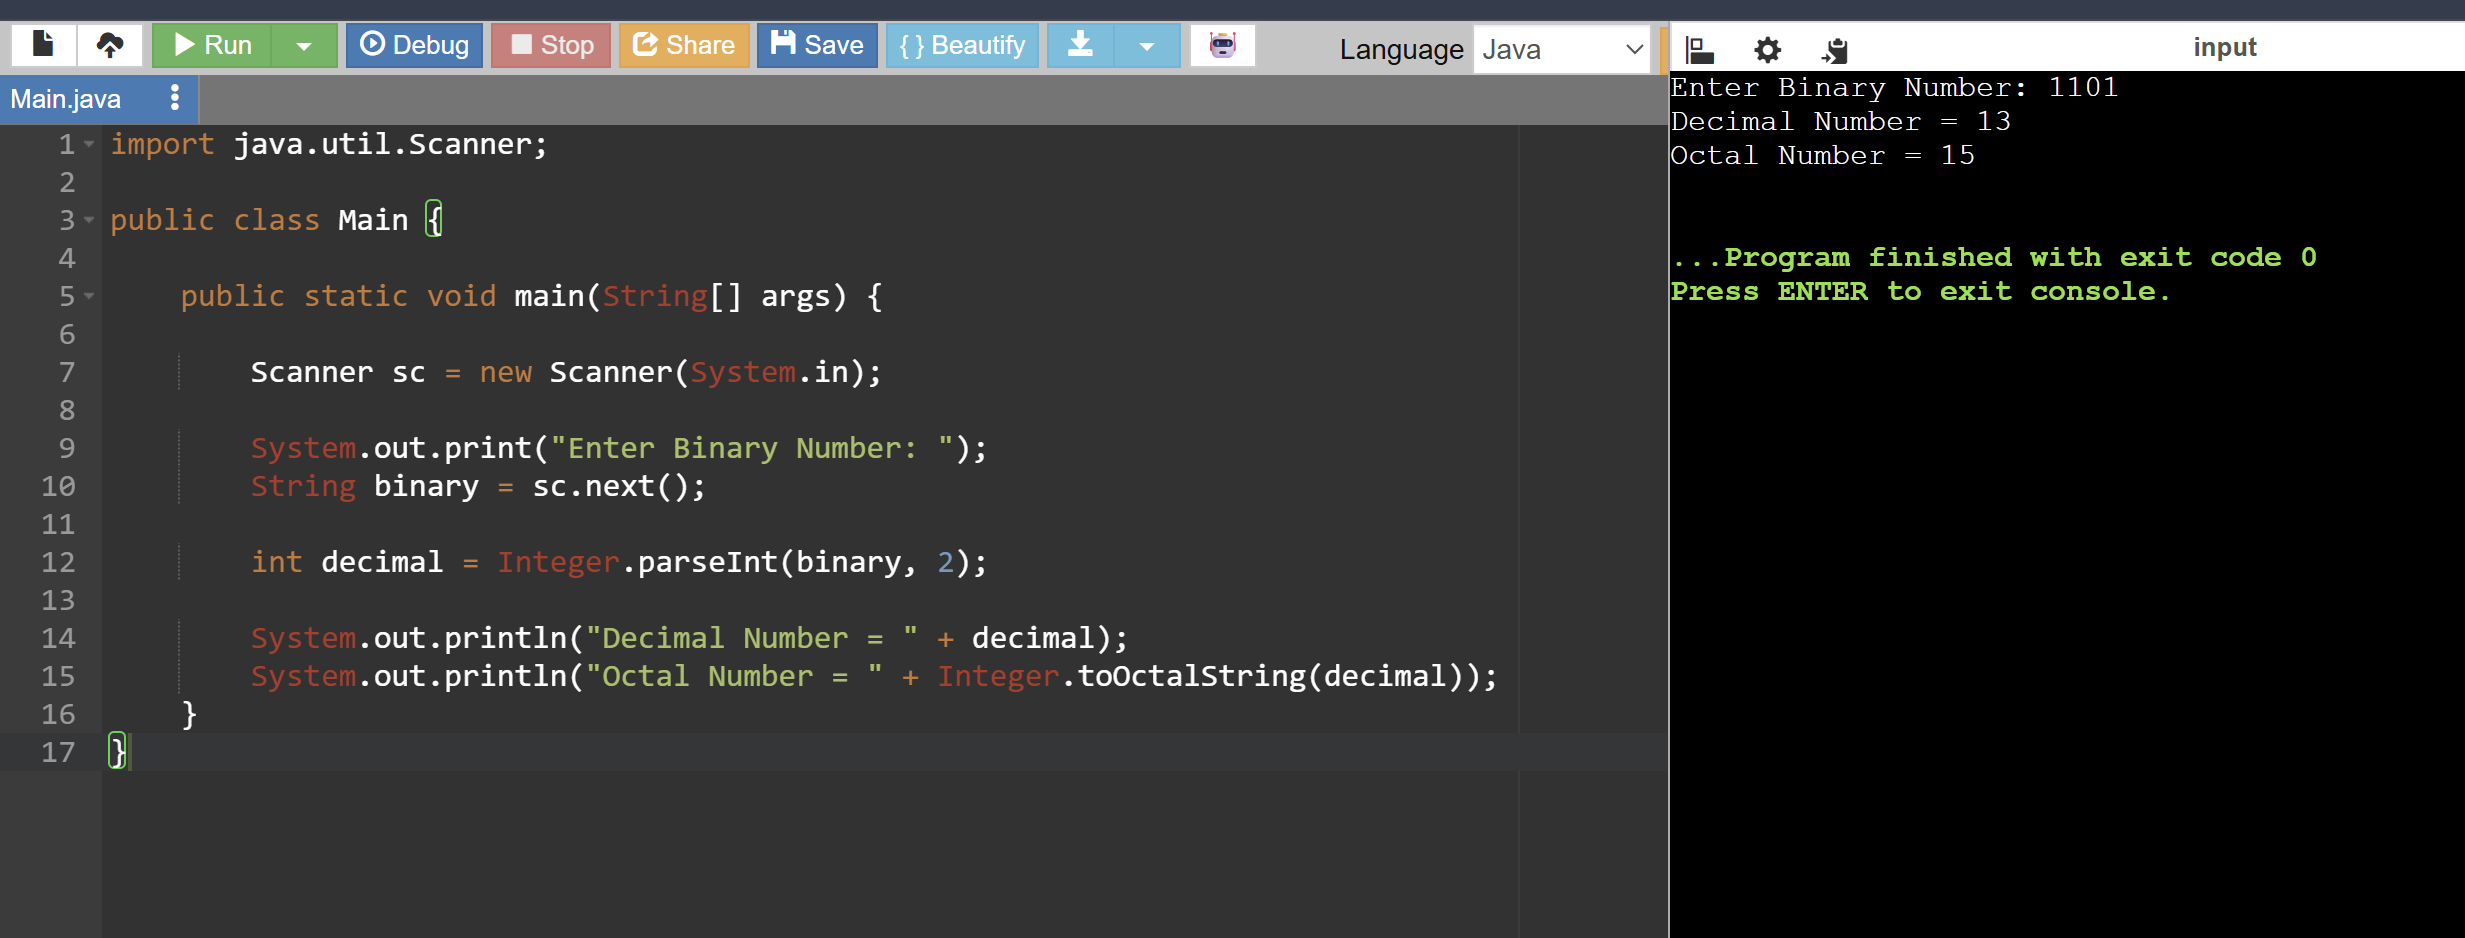 Run Debug Stop Share Save { } Beautify Language Java
Main.java
1 import java.util.Scanner;
2
3 public class Main {
4
5     public static void main(String[] args) {
6
7         Scanner sc = new Scanner(System.in);
8
9         System.out.print("Enter Binary Number: ");
10         String binary = sc.next();
11
12         int decimal = Integer.parseInt(binary, 2);
13
14         System.out.println("Decimal Number = " + decimal);
15         System.out.println("Octal Number = " + Integer.toOctalString(decimal));
16     }
17 }
input
Enter Binary Number: 1101
Decimal Number = 13
Octal Number = 15
...Program finished with exit code 0
Press ENTER to exit console.